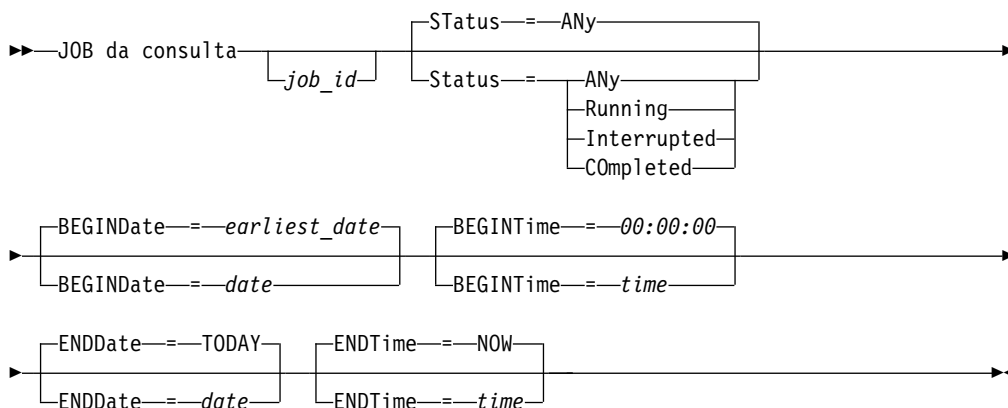 STatus = ANy
JOB da consulta job_id Status = ANy
Running
Interrupted
COmpleted
BEGINDate = earliest_date BEGINTime = 00:00:00
BEGINDate = date BEGINTime = time
ENDDate = TODAY ENDTime = NOW
ENDDate = date ENDTime = time